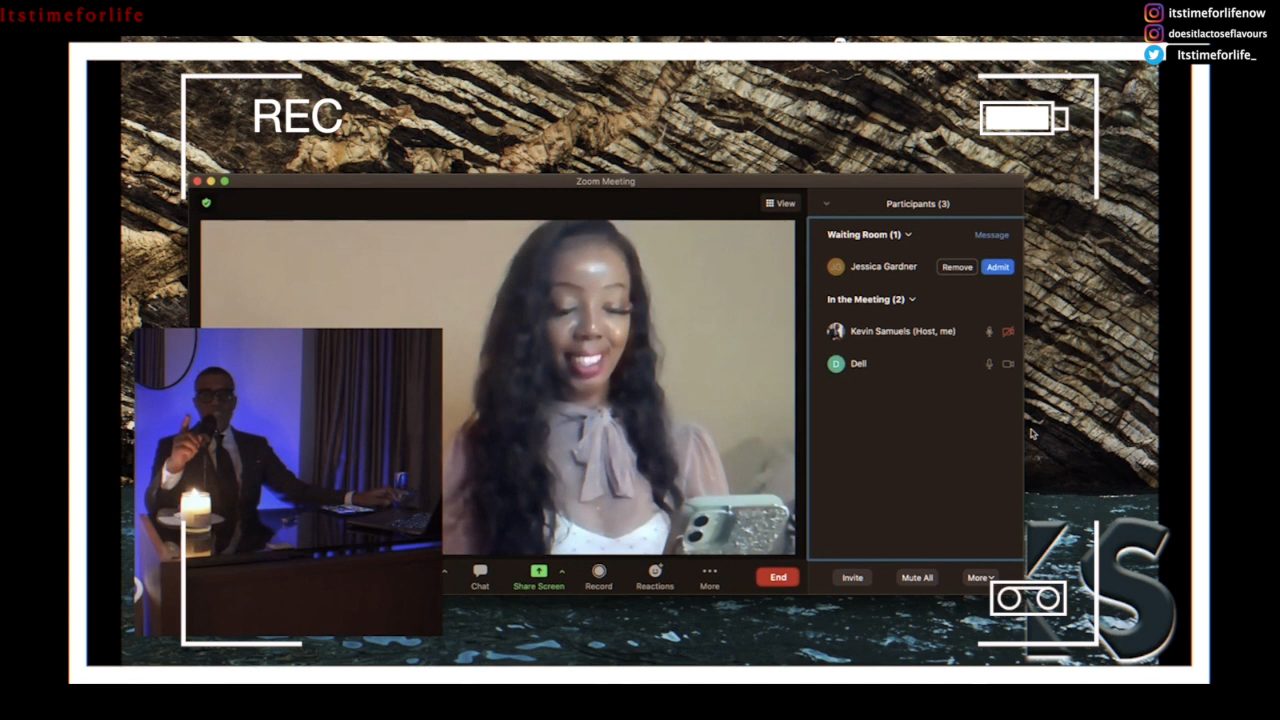 Itstimeforlife
itstimeforlifenow
doesitlactoseflavours
Itstimeforlife_
REC
Zoom Meeting
View
Participants (3)
Waiting Room (1)
Message
Jessica Gardner
Remove
Admit
In the Meeting (2)
Kevin Samuels (Host, me)
D
Dell
Chat
Share Screen
Record
Reactions
More
End
Invite
Mute All
More
KS